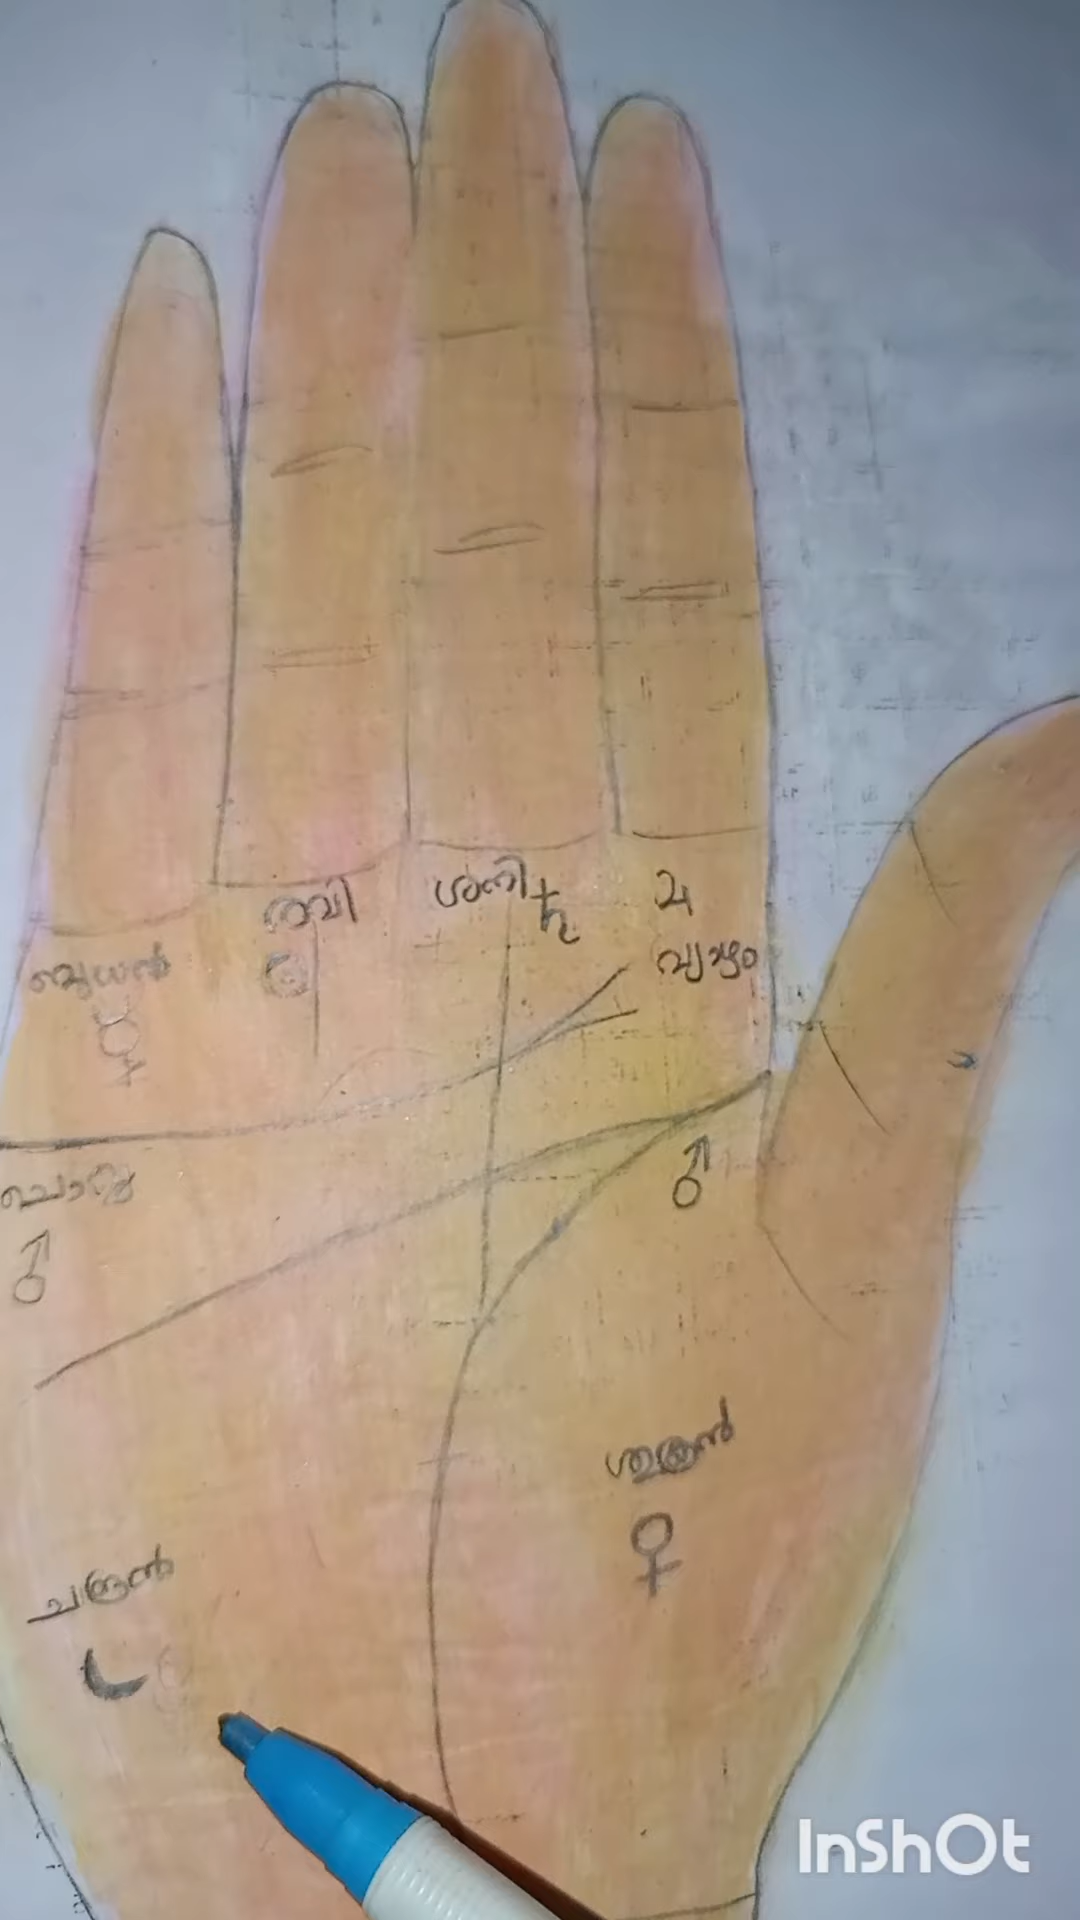 രവി
ശനി
♄
♃
വ്യാഴം
ബുധൻ
☿
ചൊവ്വ
♂
♂
ശുക്രൻ
♀
ചന്ദ്രൻ
InShOt